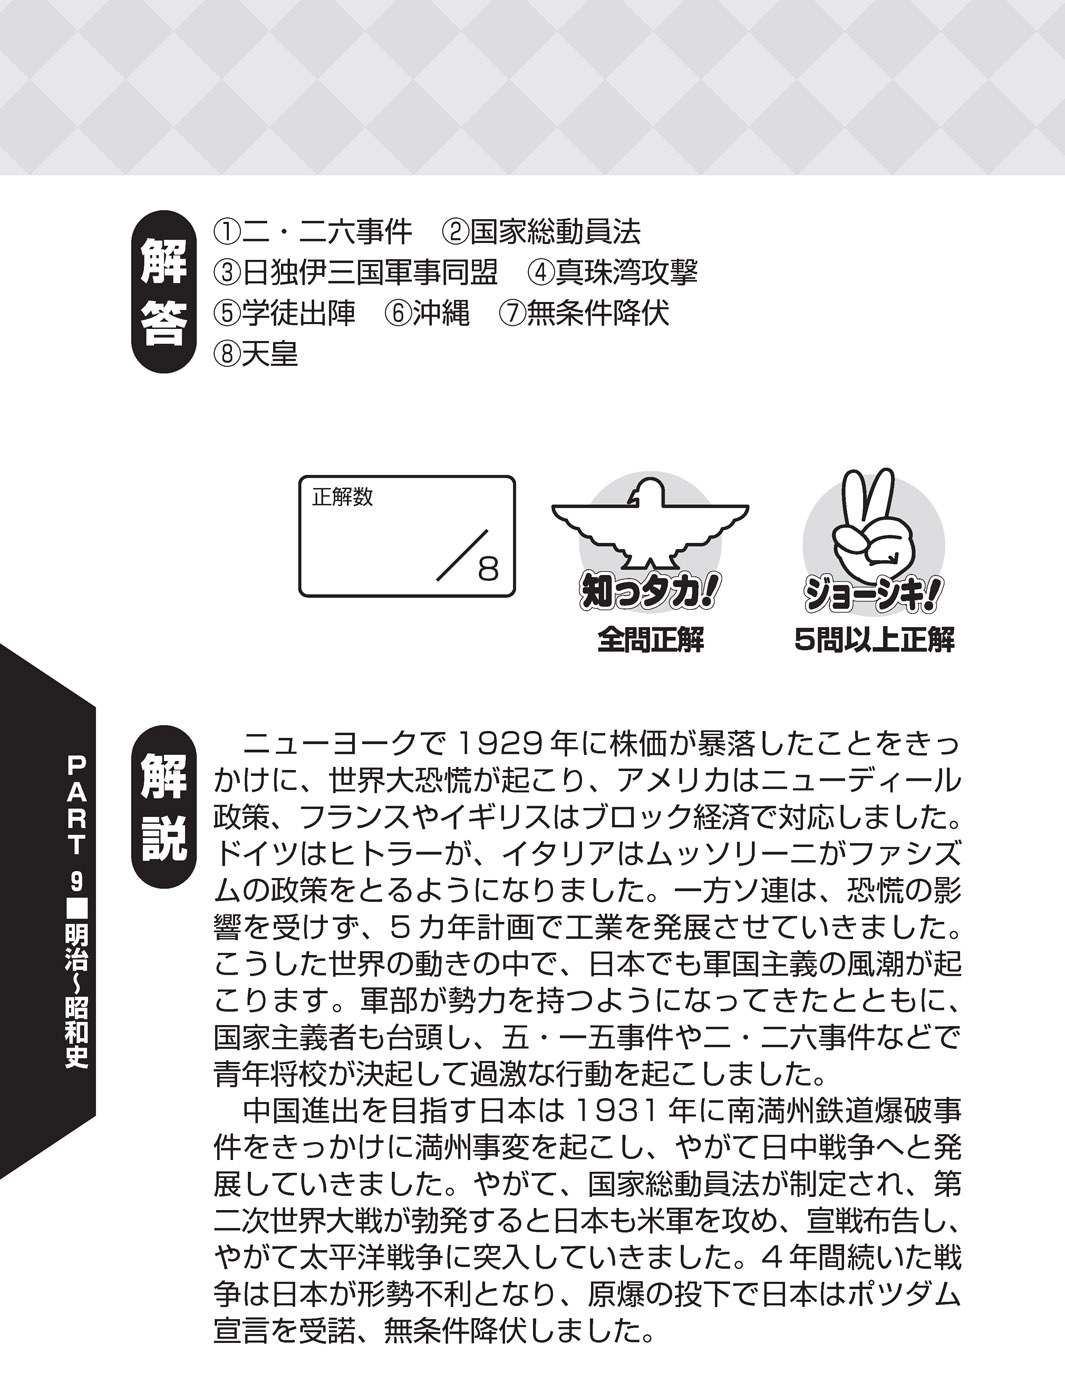 解答
①二・二六事件　②国家総動員法
③日独伊三国軍事同盟　④真珠湾攻撃
⑤学徒出陣　⑥沖縄　⑦無条件降伏
⑧天皇
正解数
／8
知っタカ！
全問正解
ジョーシキ！
5問以上正解
PART 9■明治～昭和史
解説
　ニューヨークで1929年に株価が暴落したことをきっ
かけに、世界大恐慌が起こり、アメリカはニューディール
政策、フランスやイギリスはブロック経済で対応しました。
ドイツはヒトラーが、イタリアはムッソリーニがファシズ
ムの政策をとるようになりました。一方ソ連は、恐慌の影
響を受けず、5カ年計画で工業を発展させていきました。
こうした世界の動きの中で、日本でも軍国主義の風潮が起
こります。軍部が勢力を持つようになってきたとともに、
国家主義者も台頭し、五・一五事件や二・二六事件などで
青年将校が決起して過激な行動を起こしました。
　中国進出を目指す日本は1931年に南満州鉄道爆破事
件をきっかけに満州事変を起こし、やがて日中戦争へと発
展していきました。やがて、国家総動員法が制定され、第
二次世界大戦が勃発すると日本も米軍を攻め、宣戦布告し、
やがて太平洋戦争に突入していきました。4年間続いた戦
争は日本が形勢不利となり、原爆の投下で日本はポツダム
宣言を受諾、無条件降伏しました。